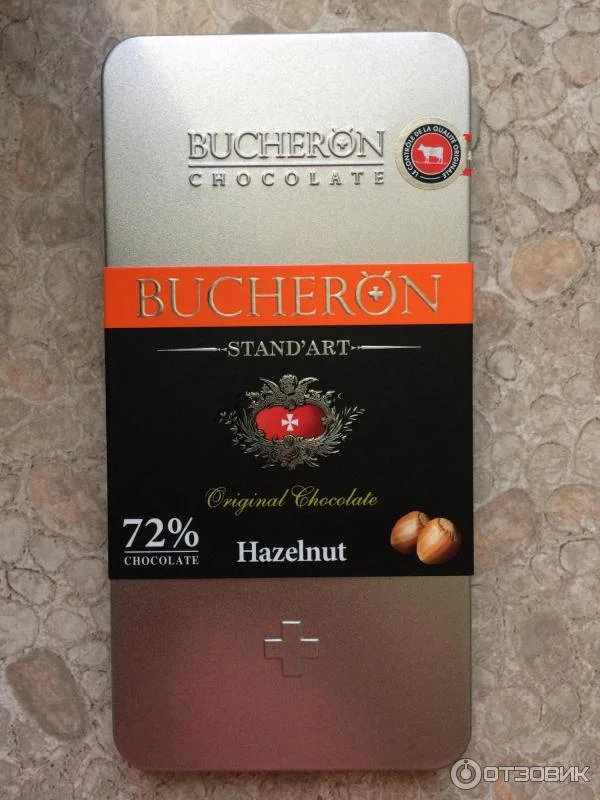 BUCHERON
CHOCOLATE
LE CONTRÔLE DE LA QUALITÉ ORIGINALE
BUCHERON
STAND'ART
Original Chocolate
72%
CHOCOLATE
Hazelnut
ОТЗОВИК